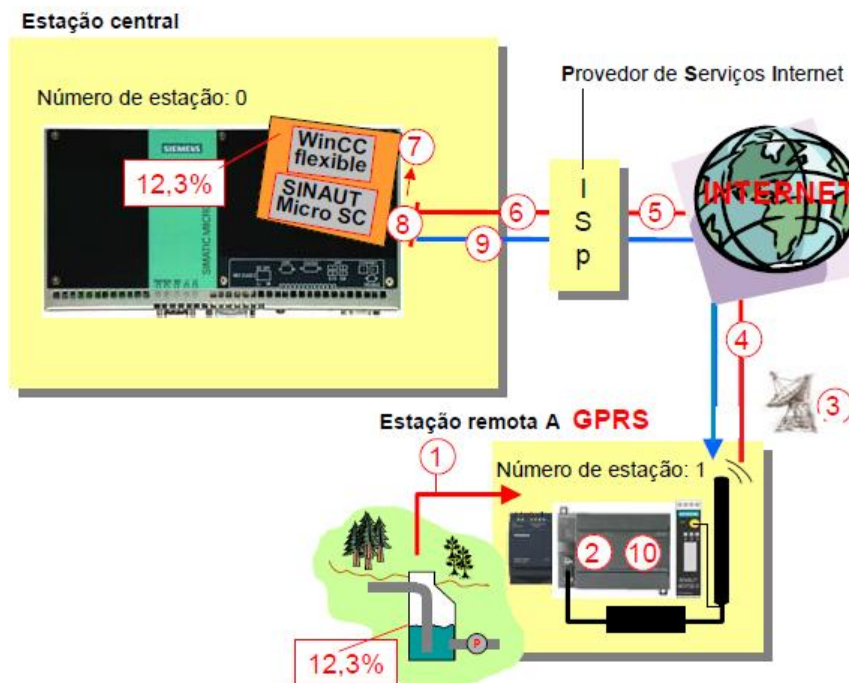 Estação central
Provedor de Serviços Internet
Número de estação: 0
SIEMENS
WinCC
flexible
7
12,3%
SINAUT
Micro SC
SIMATIC MICRO
8
6
I
S
p
5
INTERNET
9
4
3
Estação remota A GPRS
1
Número de estação: 1
2
10
P
12,3%